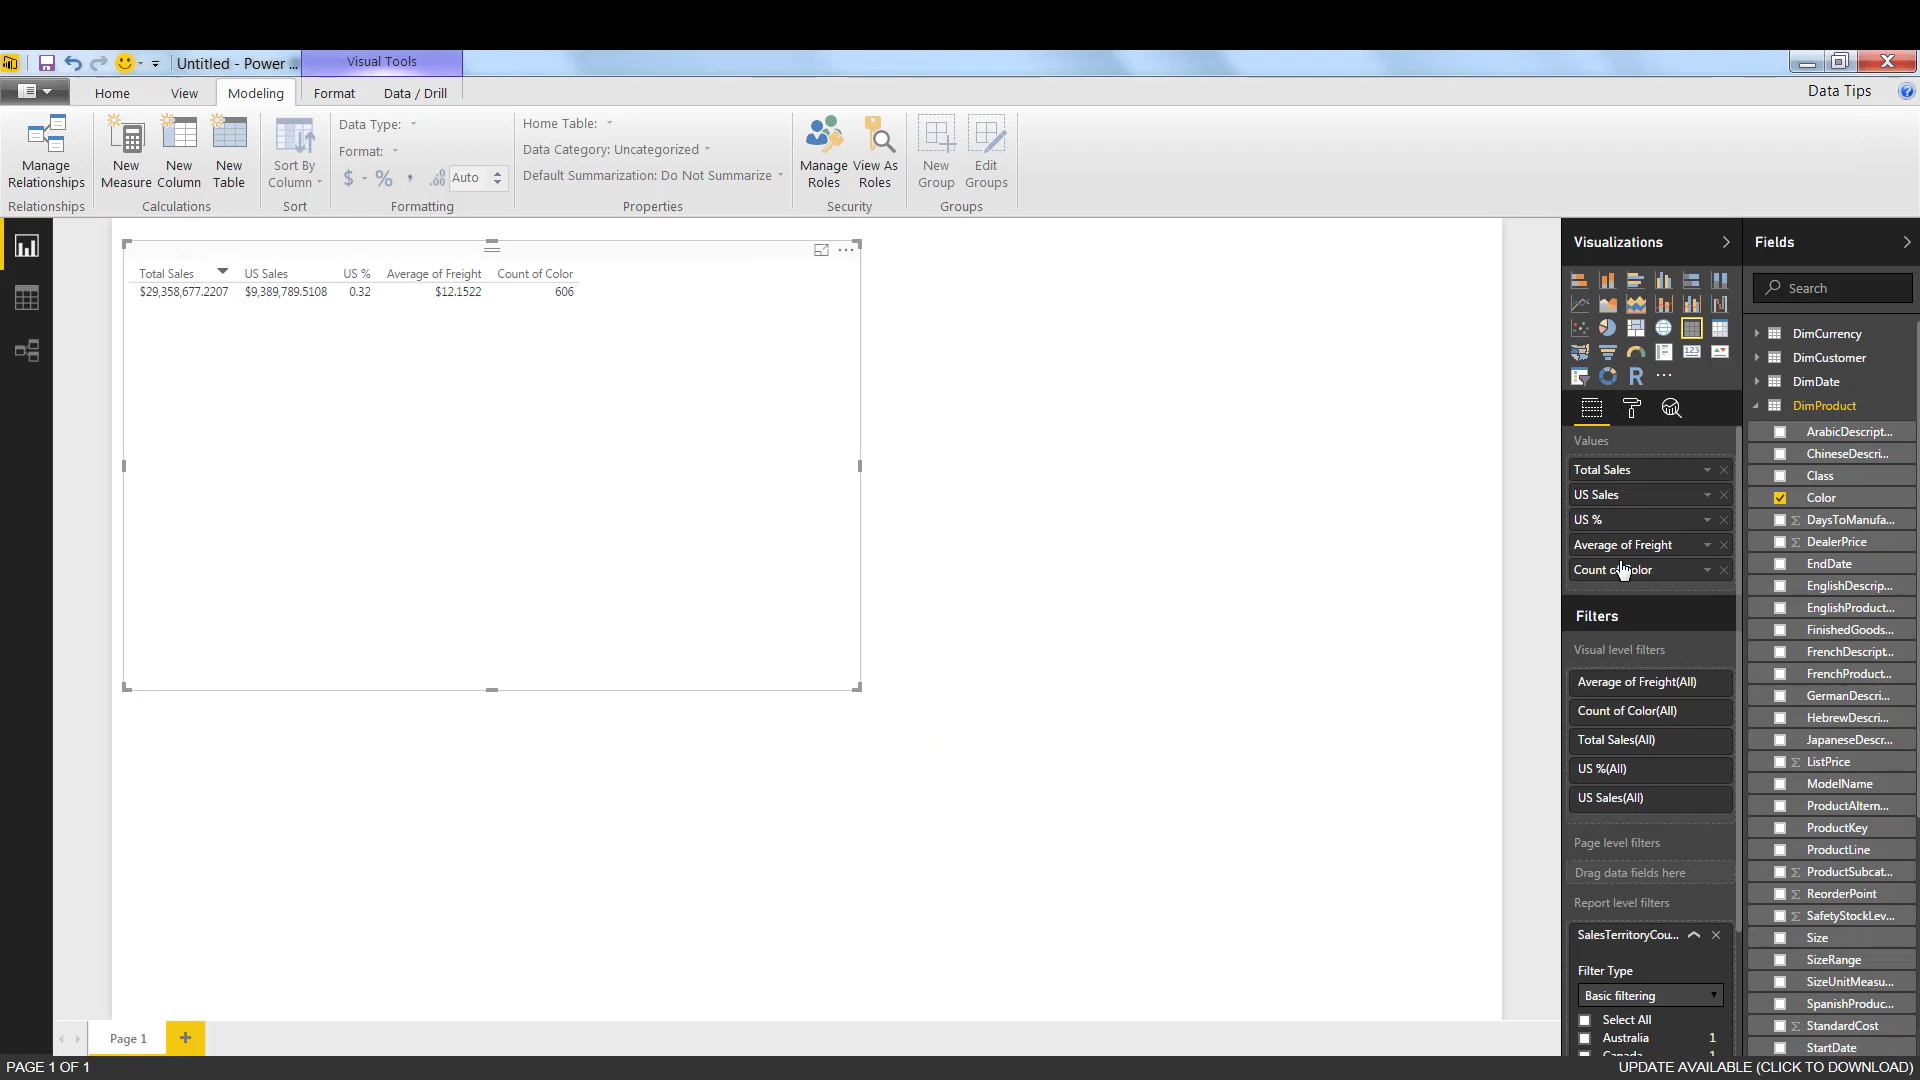 Untitled - Power ...
Visual Tools
Home
View
Modeling
Format
Data / Drill
Data Tips
Manage Relationships
New Measure
New Column
New Table
Sort By Column
Data Type:
Format:
$ % , .00 Auto
Home Table:
Data Category: Uncategorized
Default Summarization: Do Not Summarize
Manage Roles
View As Roles
New Group
Edit Groups
Relationships
Calculations
Sort
Formatting
Properties
Security
Groups
Total Sales US Sales US % Average of Freight Count of Color
$29,358,677.2207 $9,389,789.5108 0.32 $12.1522 606
Visualizations
123
R
Values
Total Sales
US Sales
US %
Average of Freight
Count of Color
Filters
Visual level filters
Average of Freight(All)
Count of Color(All)
Total Sales(All)
US %(All)
US Sales(All)
Page level filters
Drag data fields here
Report level filters
SalesTerritoryCou...
Filter Type
Basic filtering
Select All
Australia 1
Canada 1
Fields
Search
DimCurrency
DimCustomer
DimDate
DimProduct
ArabicDescript...
ChineseDescri...
Class
Color
Σ DaysToManufa...
Σ DealerPrice
EndDate
EnglishDescrip...
EnglishProduct...
FinishedGoods...
FrenchDescript...
FrenchProduct...
GermanDescri...
HebrewDescri...
JapaneseDescr...
Σ ListPrice
ModelName
ProductAltern...
ProductKey
ProductLine
Σ ProductSubcat...
Σ ReorderPoint
Σ SafetyStockLev...
Size
SizeRange
SizeUnitMeasu...
SpanishProduc...
Σ StandardCost
StartDate
Page 1
PAGE 1 OF 1
UPDATE AVAILABLE (CLICK TO DOWNLOAD)